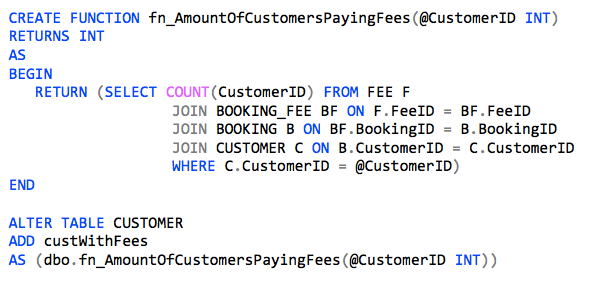 CREATE FUNCTION fn_AmountOfCustomersPayingFees(@CustomerID INT)
RETURNS INT
AS
BEGIN
RETURN (SELECT COUNT(CustomerID) FROM FEE F
JOIN BOOKING_FEE BF ON F.FeeID = BF.FeeID
JOIN BOOKING B ON BF.BookingID = B.BookingID
JOIN CUSTOMER C ON B.CustomerID = C.CustomerID
WHERE C.CustomerID = @CustomerID)
END
ALTER TABLE CUSTOMER
ADD custWithFees
AS (dbo.fn_AmountOfCustomersPayingFees(@CustomerID INT))